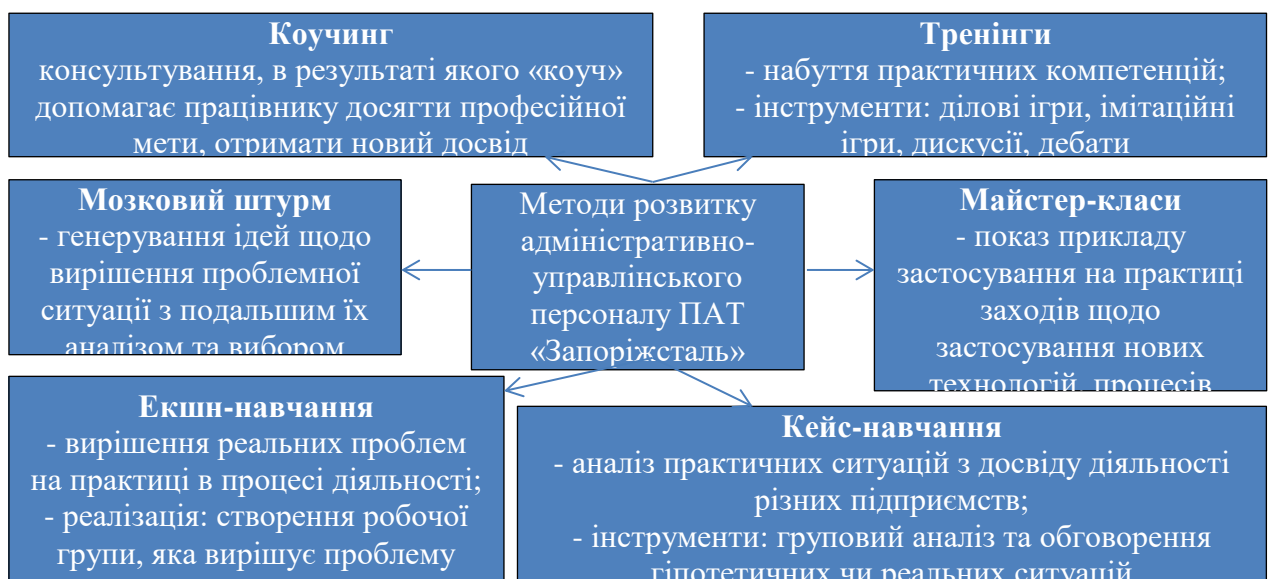 Коучинг
консультування, в результаті якого «коуч»
допомагає працівнику досягти професійної
мети, отримати новий досвід
Тренінги
- набуття практичних компетенцій;
- інструменти: ділові ігри, імітаційні
ігри, дискусії, дебати
Мозковий штурм
- генерування ідей щодо
вирішення проблемної
ситуації з подальшим їх
аналізом та вибором
Методи розвитку
адміністративно-
управлінського
персоналу ПАТ
«Запоріжсталь»
Майстер-класи
- показ прикладу
застосування на практиці
заходів щодо
застосування нових
технологій, процесів
Екшн-навчання
- вирішення реальних проблем
на практиці в процесі діяльності;
- реалізація: створення робочої
групи, яка вирішує проблему
Кейс-навчання
- аналіз практичних ситуацій з досвіду діяльності
різних підприємств;
- інструменти: груповий аналіз та обговорення
гіпотетичних чи реальних ситуацій